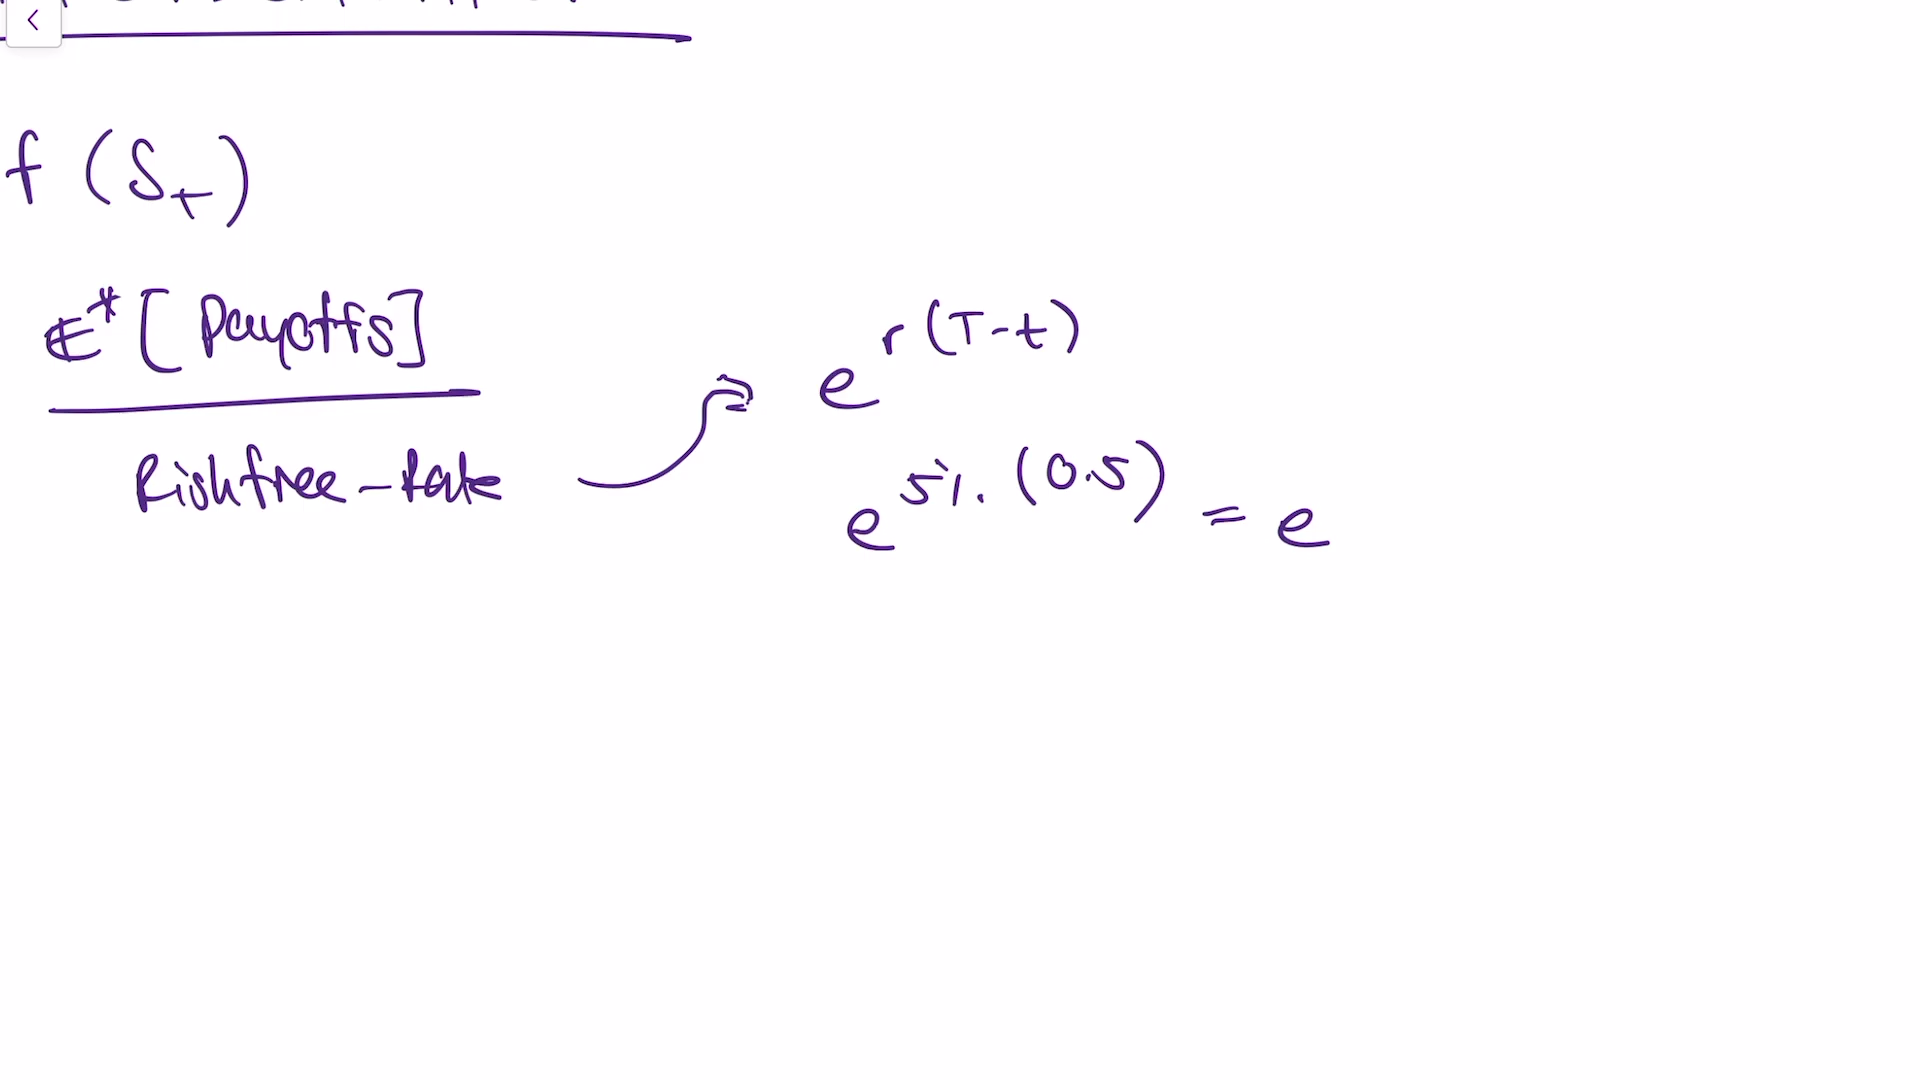 f (S_t)
E* [Payoffs]
Riskfree-Rate
e^r(T-t)
e^5%.(0.5) = e